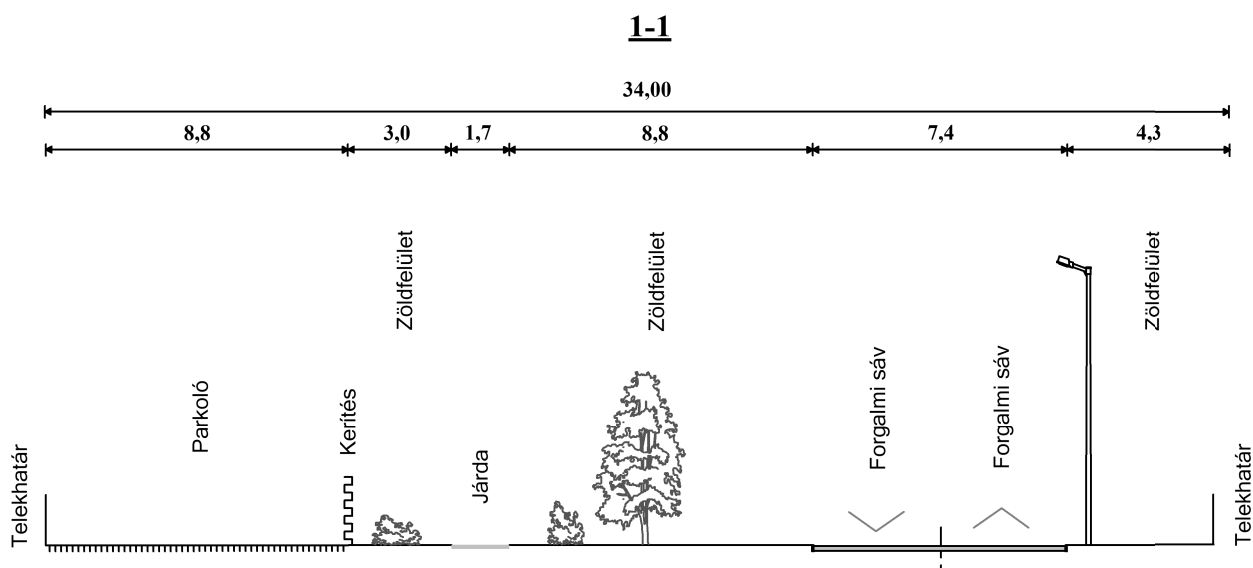 1-1
34,00
8,8
3,0
1,7
8,8
7,4
4,3
Zöldfelület
Zöldfelület
Zöldfelület
Parkoló
Kerítés
Forgalmi sáv
Forgalmi sáv
Telekhatár
Járda
Telekhatár